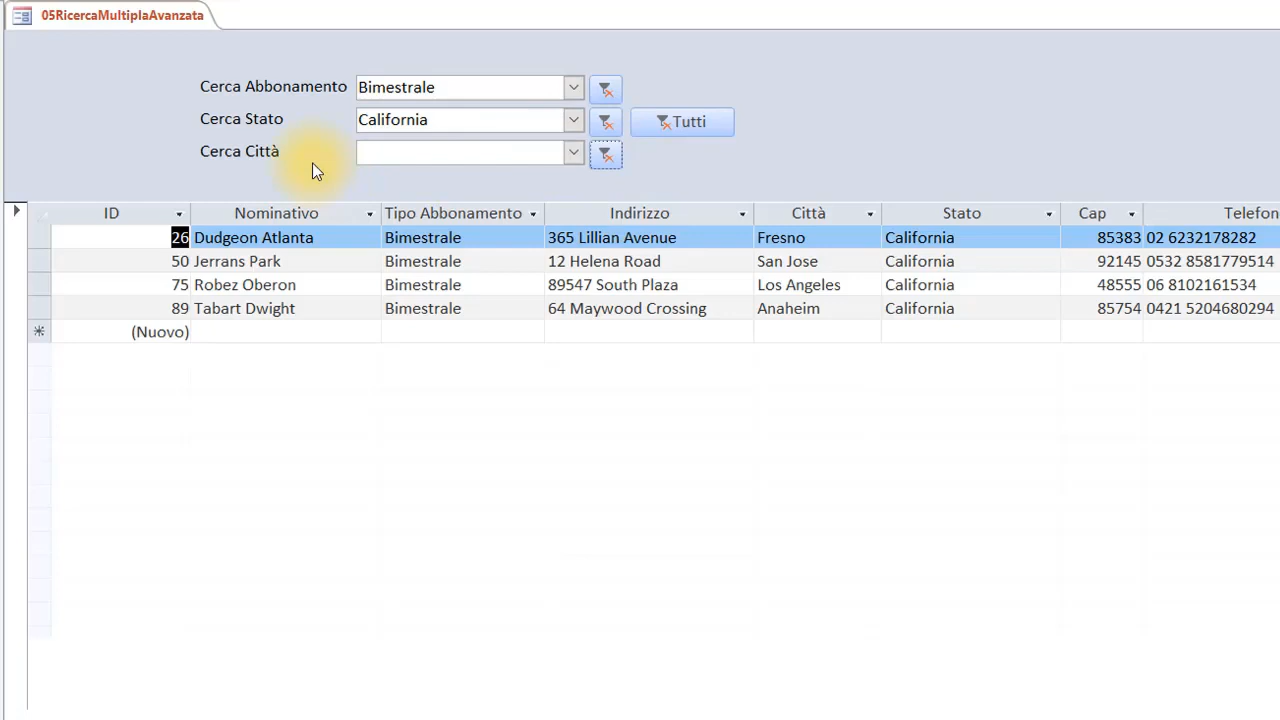 05RicercaMultiplaAvanzata
Cerca Abbonamento Bimestrale
Cerca Stato California Tutti
Cerca Città
ID Nominativo Tipo Abbonamento Indirizzo Città Stato Cap Telefon
26 Dudgeon Atlanta Bimestrale 365 Lillian Avenue Fresno California 85383 02 6232178282
50 Jerrans Park Bimestrale 12 Helena Road San Jose California 92145 0532 8581779514
75 Robez Oberon Bimestrale 89547 South Plaza Los Angeles California 48555 06 8102161534
89 Tabart Dwight Bimestrale 64 Maywood Crossing Anaheim California 85754 0421 5204680294
(Nuovo)